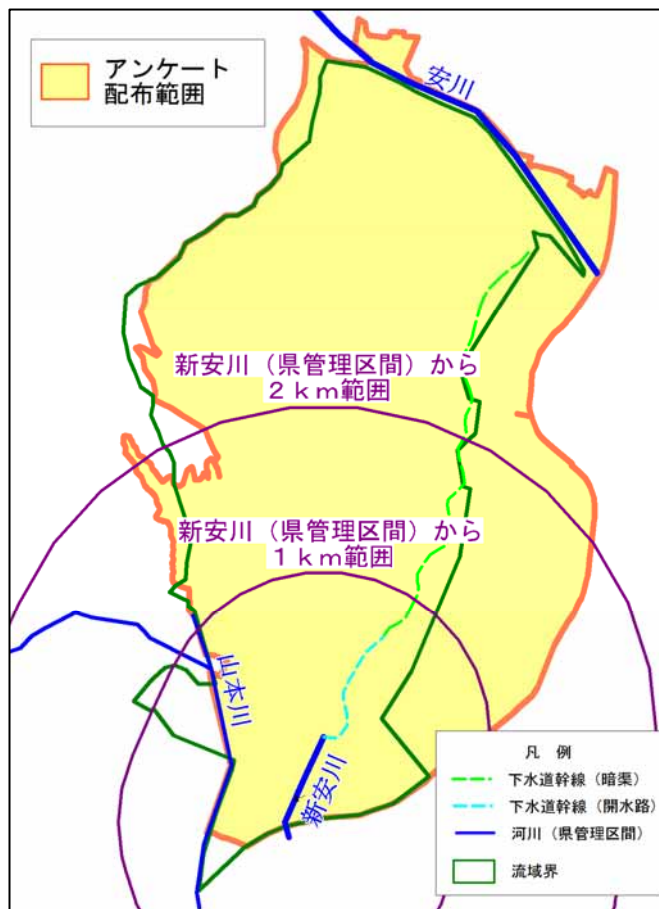 アンケート
配布範囲
安川
新安川（県管理区間）から
２ｋｍ範囲
新安川（県管理区間）から
１ｋｍ範囲
山本川
新安川
凡 例
下水道幹線（暗渠）
下水道幹線（開水路）
河川（県管理区間）
流域界